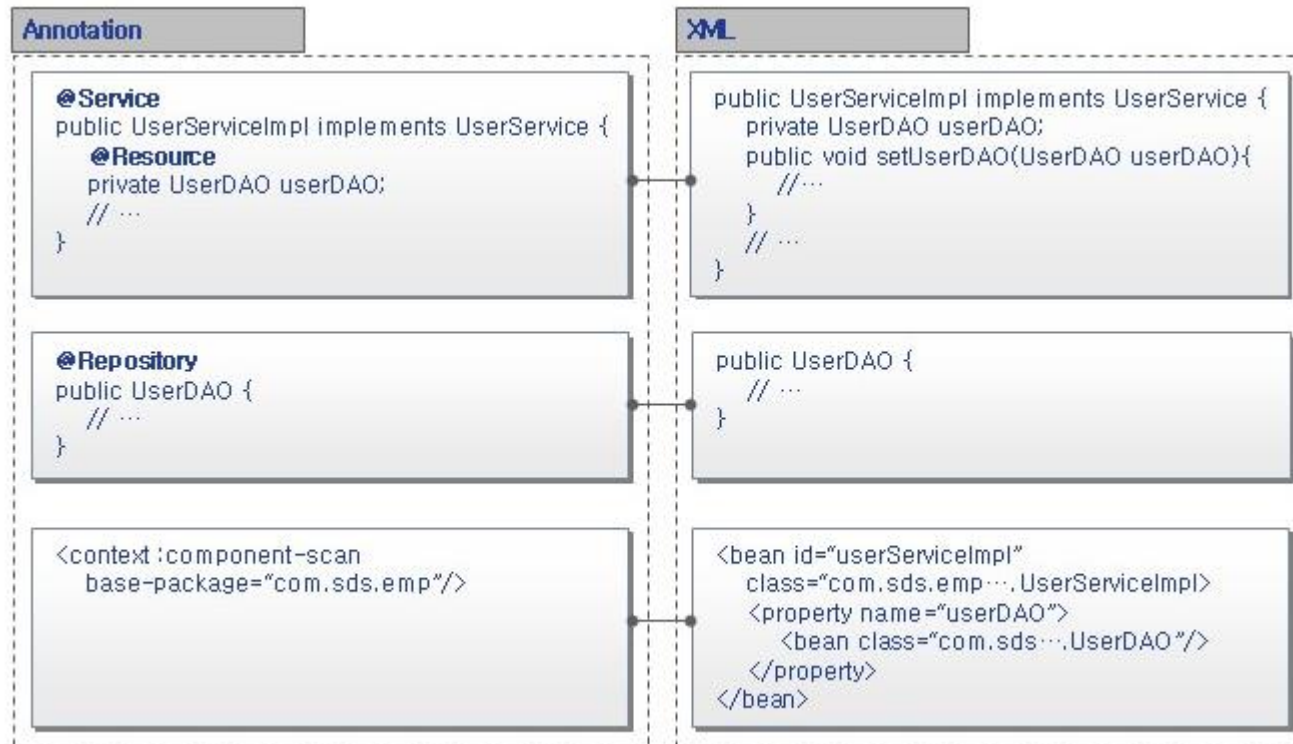 Annotation
@Service
public UserServiceImpl implements UserService {
@Resource
private UserDAO userDAO;
// ···
}
@Repository
public UserDAO {
// ···
}
<context:component-scan
base-package="com.sds.emp"/>
XML
public UserServiceImpl implements UserService {
private UserDAO userDAO;
public void setUserDAO(UserDAO userDAO){
//···
}
// ···
}
public UserDAO {
// ···
}
<bean id="userServiceImpl"
class="com.sds.emp···.UserServiceImpl>
<property name="userDAO">
<bean class="com.sds···.UserDAO"/>
</property>
</bean>